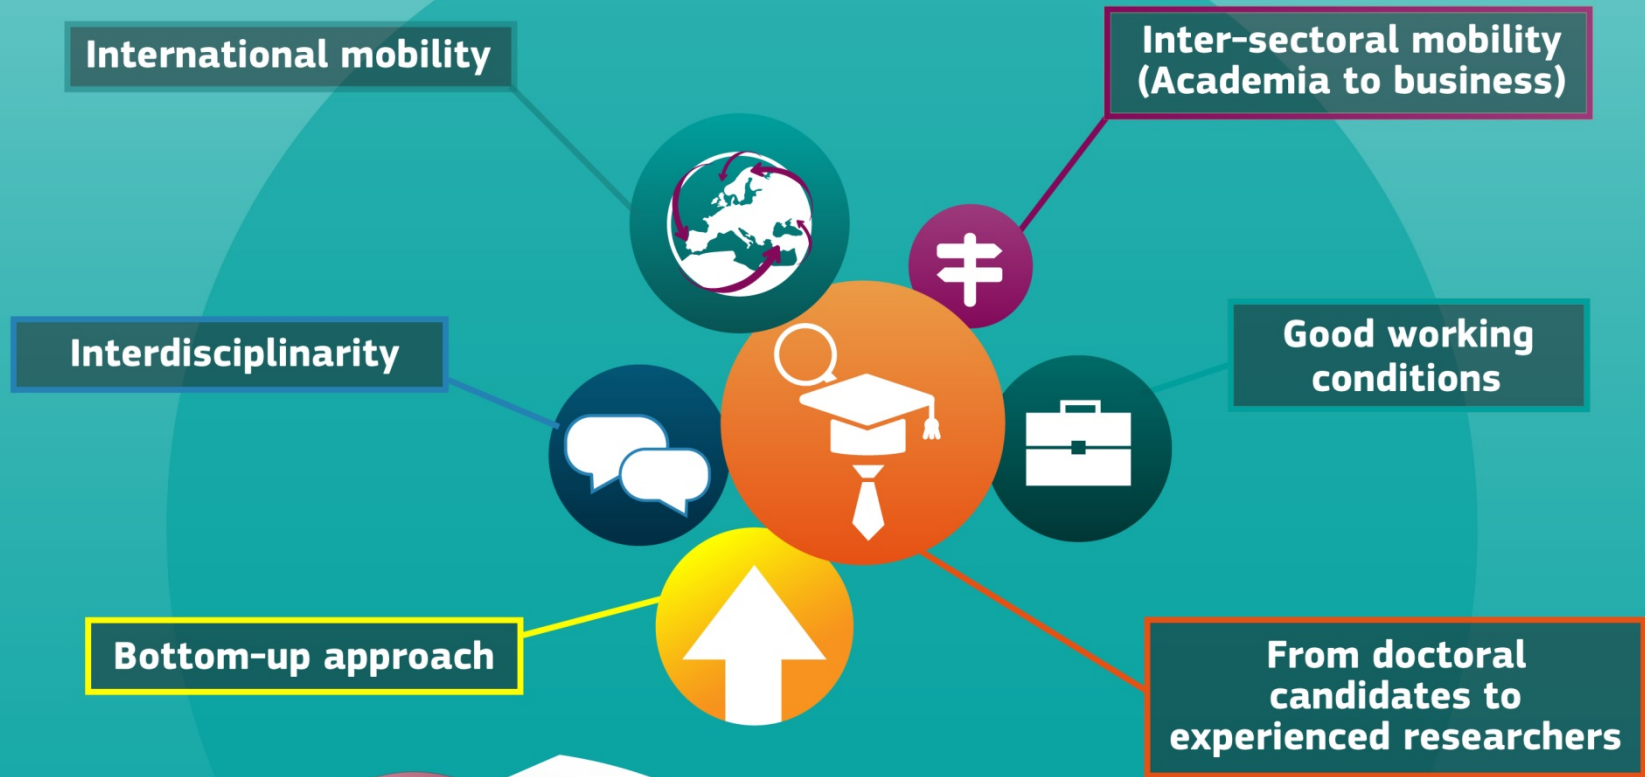 International mobility
Inter-sectoral mobility
(Academia to business)
Interdisciplinarity
Good working
conditions
Bottom-up approach
From doctoral
candidates to
experienced researchers